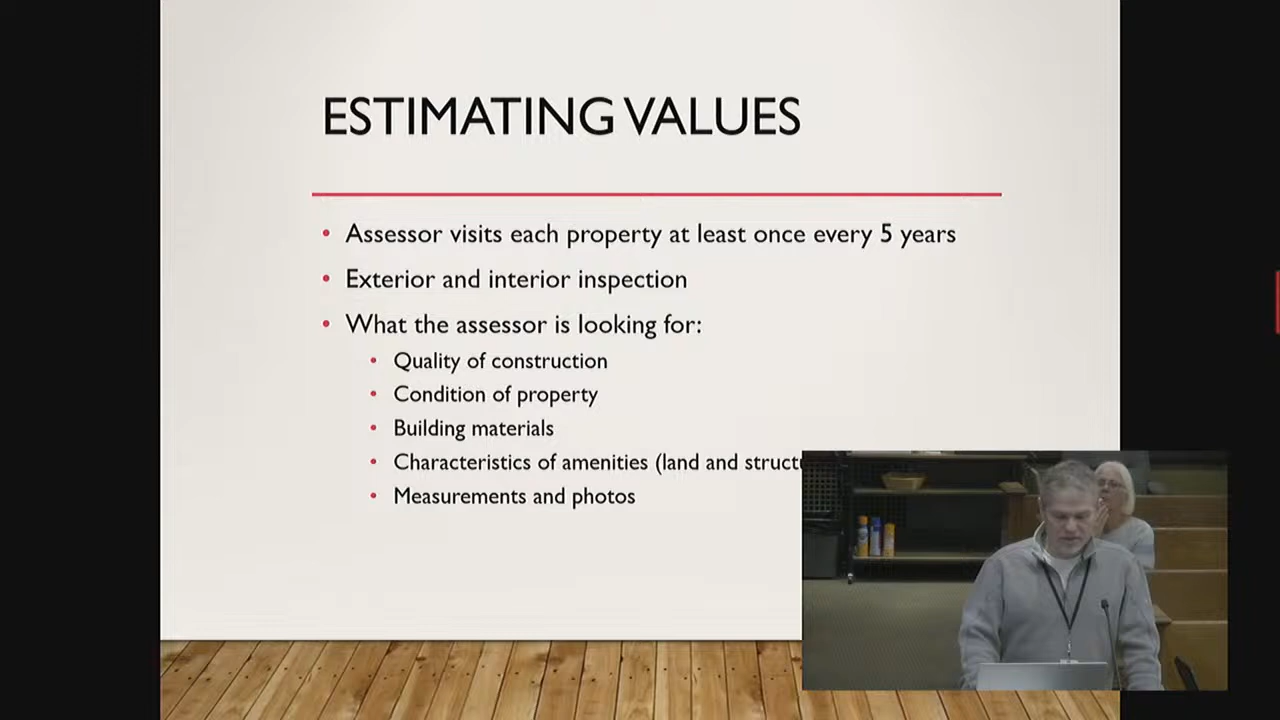 ESTIMATING VALUES
• Assessor visits each property at least once every 5 years
• Exterior and interior inspection
• What the assessor is looking for:
• Quality of construction
• Condition of property
• Building materials
• Characteristics of amenities (land and
• Measurements and photos